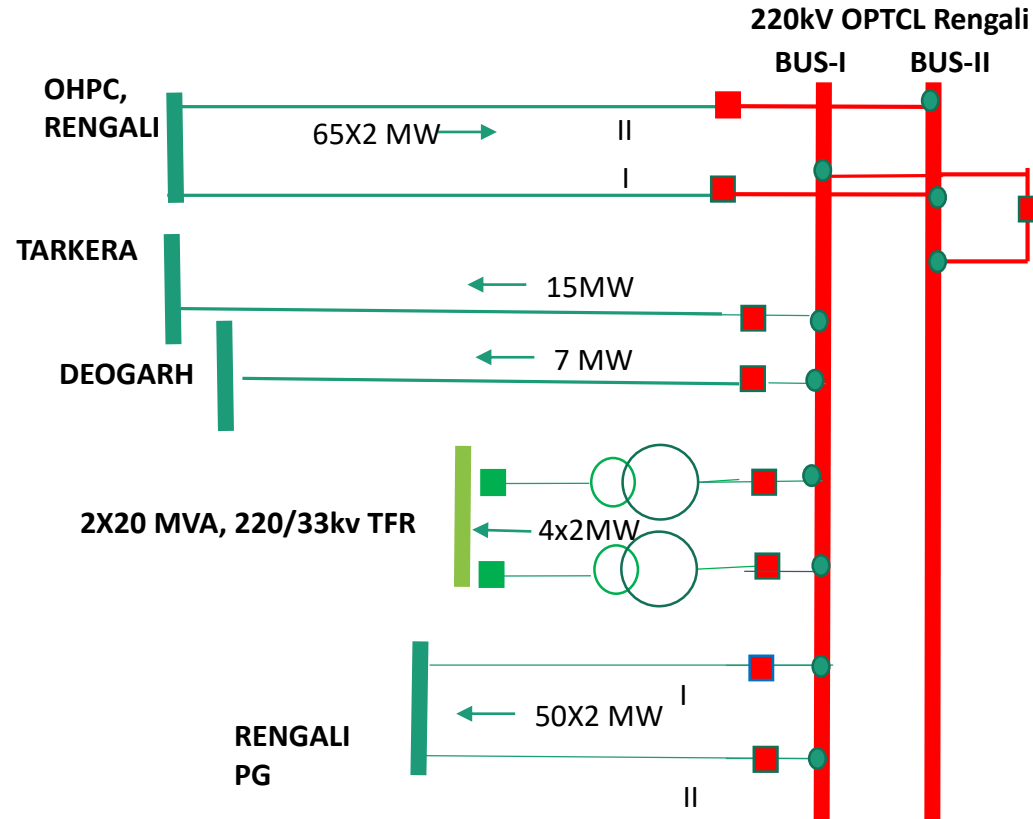 220kV OPTCL Rengali
BUS-I
BUS-II
OHPC,
RENGALI
65X2 MW
II
I
TARKERA
15MW
7 MW
DEOGARH
2X20 MVA, 220/33kv TFR
4x2MW
I
50X2 MW
RENGALI
PG
II